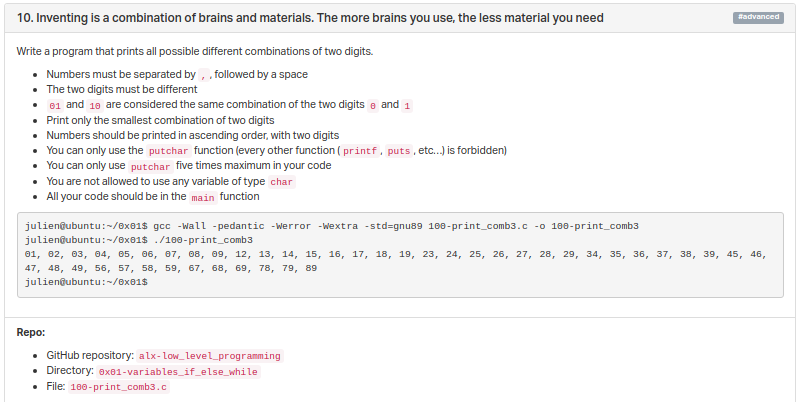 10. Inventing is a combination of brains and materials. The more brains you use, the less material you need
#advanced
Write a program that prints all possible different combinations of two digits.
Numbers must be separated by , , followed by a space
The two digits must be different
01 and 10 are considered the same combination of the two digits 0 and 1
Print only the smallest combination of two digits
Numbers should be printed in ascending order, with two digits
You can only use the putchar function (every other function ( printf , puts , etc…) is forbidden)
You can only use putchar five times maximum in your code
You are not allowed to use any variable of type char
All your code should be in the main function
julien@ubuntu:~/0x01$ gcc -Wall -pedantic -Werror -Wextra -std=gnu89 100-print_comb3.c -o 100-print_comb3
julien@ubuntu:~/0x01$ ./100-print_comb3
01, 02, 03, 04, 05, 06, 07, 08, 09, 12, 13, 14, 15, 16, 17, 18, 19, 23, 24, 25, 26, 27, 28, 29, 34, 35, 36, 37, 38, 39, 45, 46,
47, 48, 49, 56, 57, 58, 59, 67, 68, 69, 78, 79, 89
julien@ubuntu:~/0x01$
Repo:
GitHub repository: alx-low_level_programming
Directory: 0x01-variables_if_else_while
File: 100-print_comb3.c